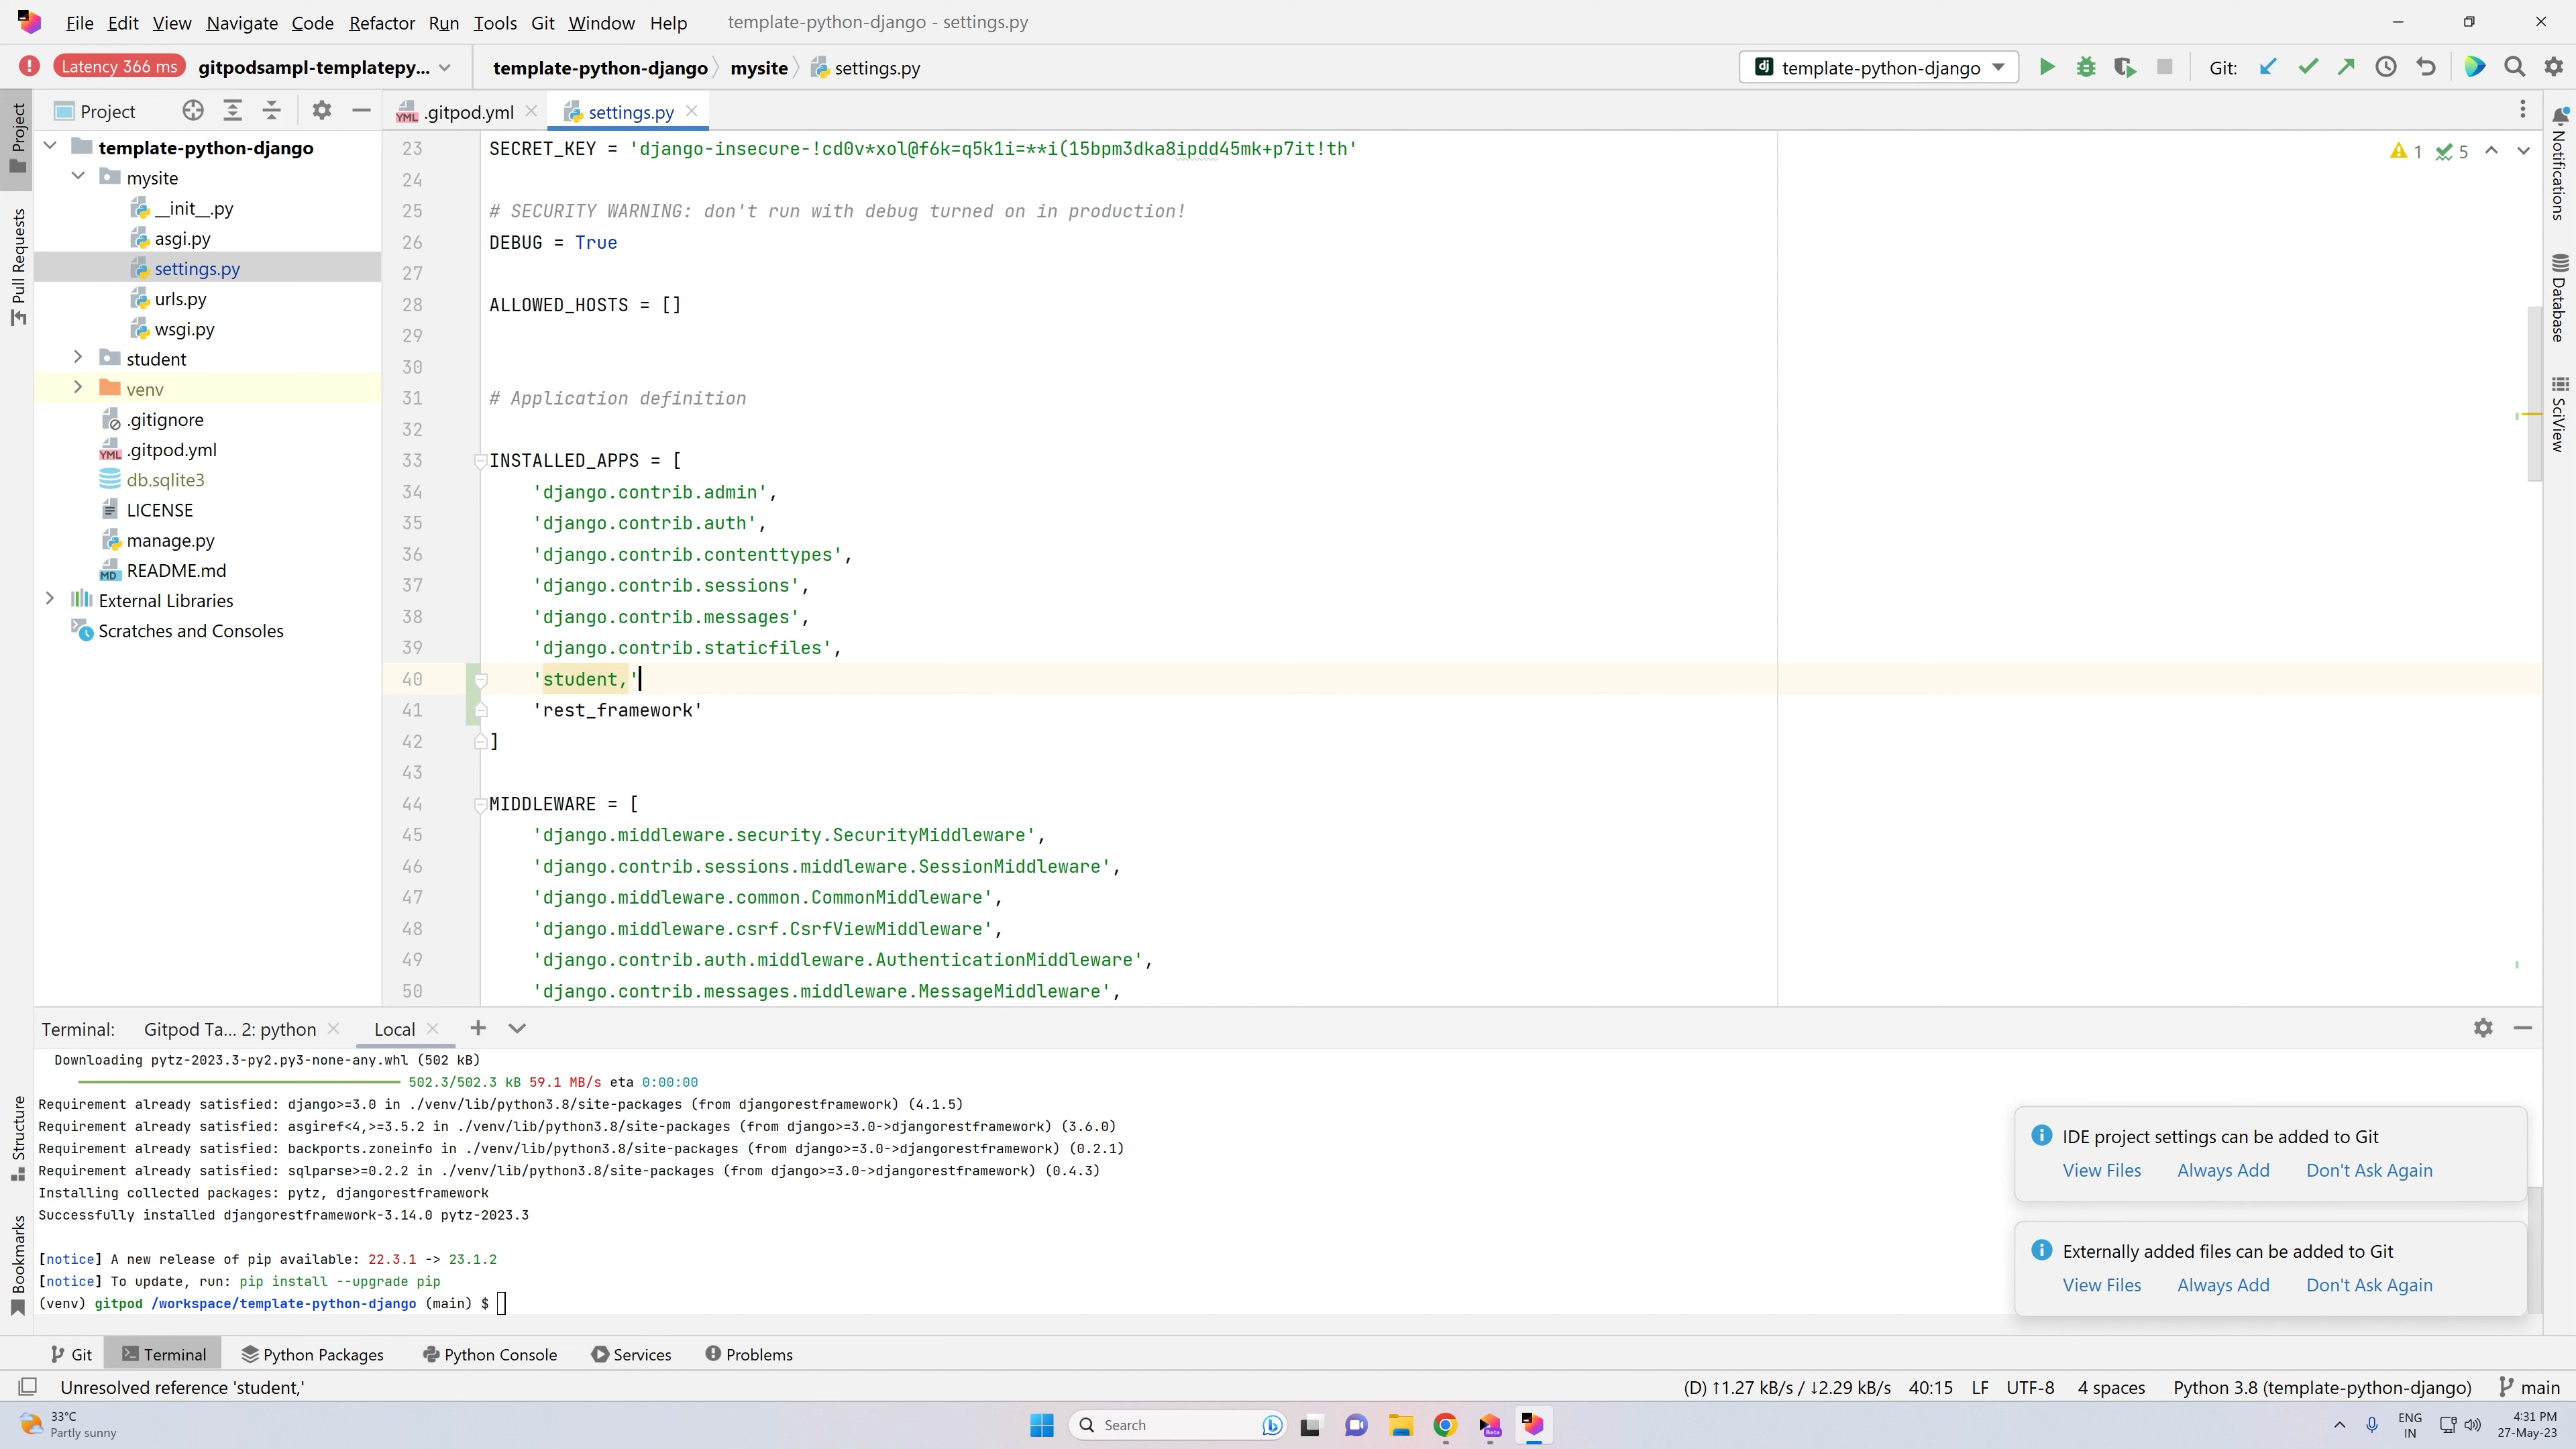 File Edit View Navigate Code Refactor Run Tools Git Window Help template-python-django - settings.py
Latency 366 ms gitpodsampl-templatepy... template-python-django mysite settings.py template-python-django Git:
Project .gitpod.yml settings.py
Project
Pull Requests
Structure
Bookmarks
template-python-django
mysite
__init__.py
asgi.py
settings.py
urls.py
wsgi.py
student
venv
.gitignore
.gitpod.yml
db.sqlite3
LICENSE
manage.py
README.md
External Libraries
Scratches and Consoles
23 SECRET_KEY = 'django-insecure-!cd0v*xol@f6k=q5k1i=**i(15bpm3dka8ipdd45mk+p7it!th'
24
25 # SECURITY WARNING: don't run with debug turned on in production!
26 DEBUG = True
27
28 ALLOWED_HOSTS = []
29
30
31 # Application definition
32
33 INSTALLED_APPS = [
34 'django.contrib.admin',
35 'django.contrib.auth',
36 'django.contrib.contenttypes',
37 'django.contrib.sessions',
38 'django.contrib.messages',
39 'django.contrib.staticfiles',
40 'student,'
41 'rest_framework'
42 ]
43
44 MIDDLEWARE = [
45 'django.middleware.security.SecurityMiddleware',
46 'django.contrib.sessions.middleware.SessionMiddleware',
47 'django.middleware.common.CommonMiddleware',
48 'django.middleware.csrf.CsrfViewMiddleware',
49 'django.contrib.auth.middleware.AuthenticationMiddleware',
50 'django.contrib.messages.middleware.MessageMiddleware',
1 5
Notifications
Database
SciView
Terminal: Gitpod Ta... 2: python Local
Downloading pytz-2023.3-py2.py3-none-any.whl (502 kB)
502.3/502.3 kB 59.1 MB/s eta 0:00:00
Requirement already satisfied: django>=3.0 in ./venv/lib/python3.8/site-packages (from djangorestframework) (4.1.5)
Requirement already satisfied: asgiref<4,>=3.5.2 in ./venv/lib/python3.8/site-packages (from django>=3.0->djangorestframework) (3.6.0)
Requirement already satisfied: backports.zoneinfo in ./venv/lib/python3.8/site-packages (from django>=3.0->djangorestframework) (0.2.1)
Requirement already satisfied: sqlparse>=0.2.2 in ./venv/lib/python3.8/site-packages (from django>=3.0->djangorestframework) (0.4.3)
Installing collected packages: pytz, djangorestframework
Successfully installed djangorestframework-3.14.0 pytz-2023.3
[notice] A new release of pip available: 22.3.1 -> 23.1.2
[notice] To update, run: pip install --upgrade pip
(venv) gitpod /workspace/template-python-django (main) $
IDE project settings can be added to Git
View Files Always Add Don't Ask Again
Externally added files can be added to Git
View Files Always Add Don't Ask Again
Git Terminal Python Packages Python Console Services Problems
Unresolved reference 'student,' (D) ↑1.27 kB/s / ↓2.29 kB/s 40:15 LF UTF-8 4 spaces Python 3.8 (template-python-django) main
33°C
Partly sunny
Search
Beta
ENG
IN
4:31 PM
27-May-23